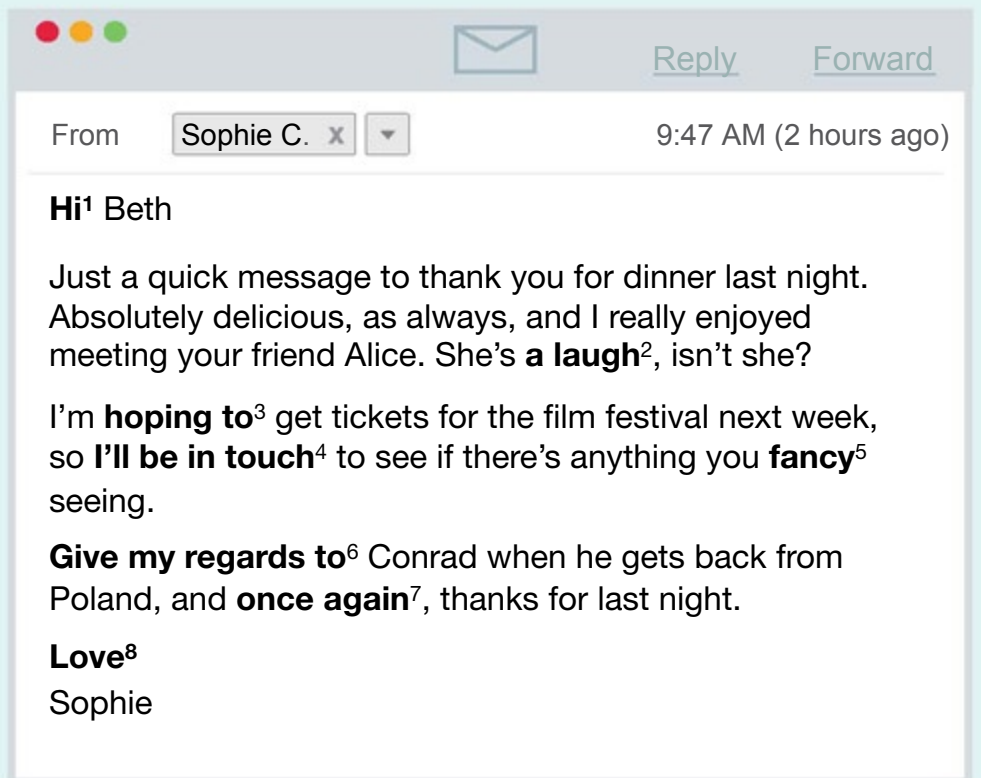 Reply Forward
From Sophie C. x 9:47 AM (2 hours ago)
Hi¹ Beth
Just a quick message to thank you for dinner last night.
Absolutely delicious, as always, and I really enjoyed
meeting your friend Alice. She's a laugh², isn't she?
I'm hoping to³ get tickets for the film festival next week,
so I'll be in touch⁴ to see if there's anything you fancy⁵
seeing.
Give my regards to⁶ Conrad when he gets back from
Poland, and once again⁷, thanks for last night.
Love⁸
Sophie